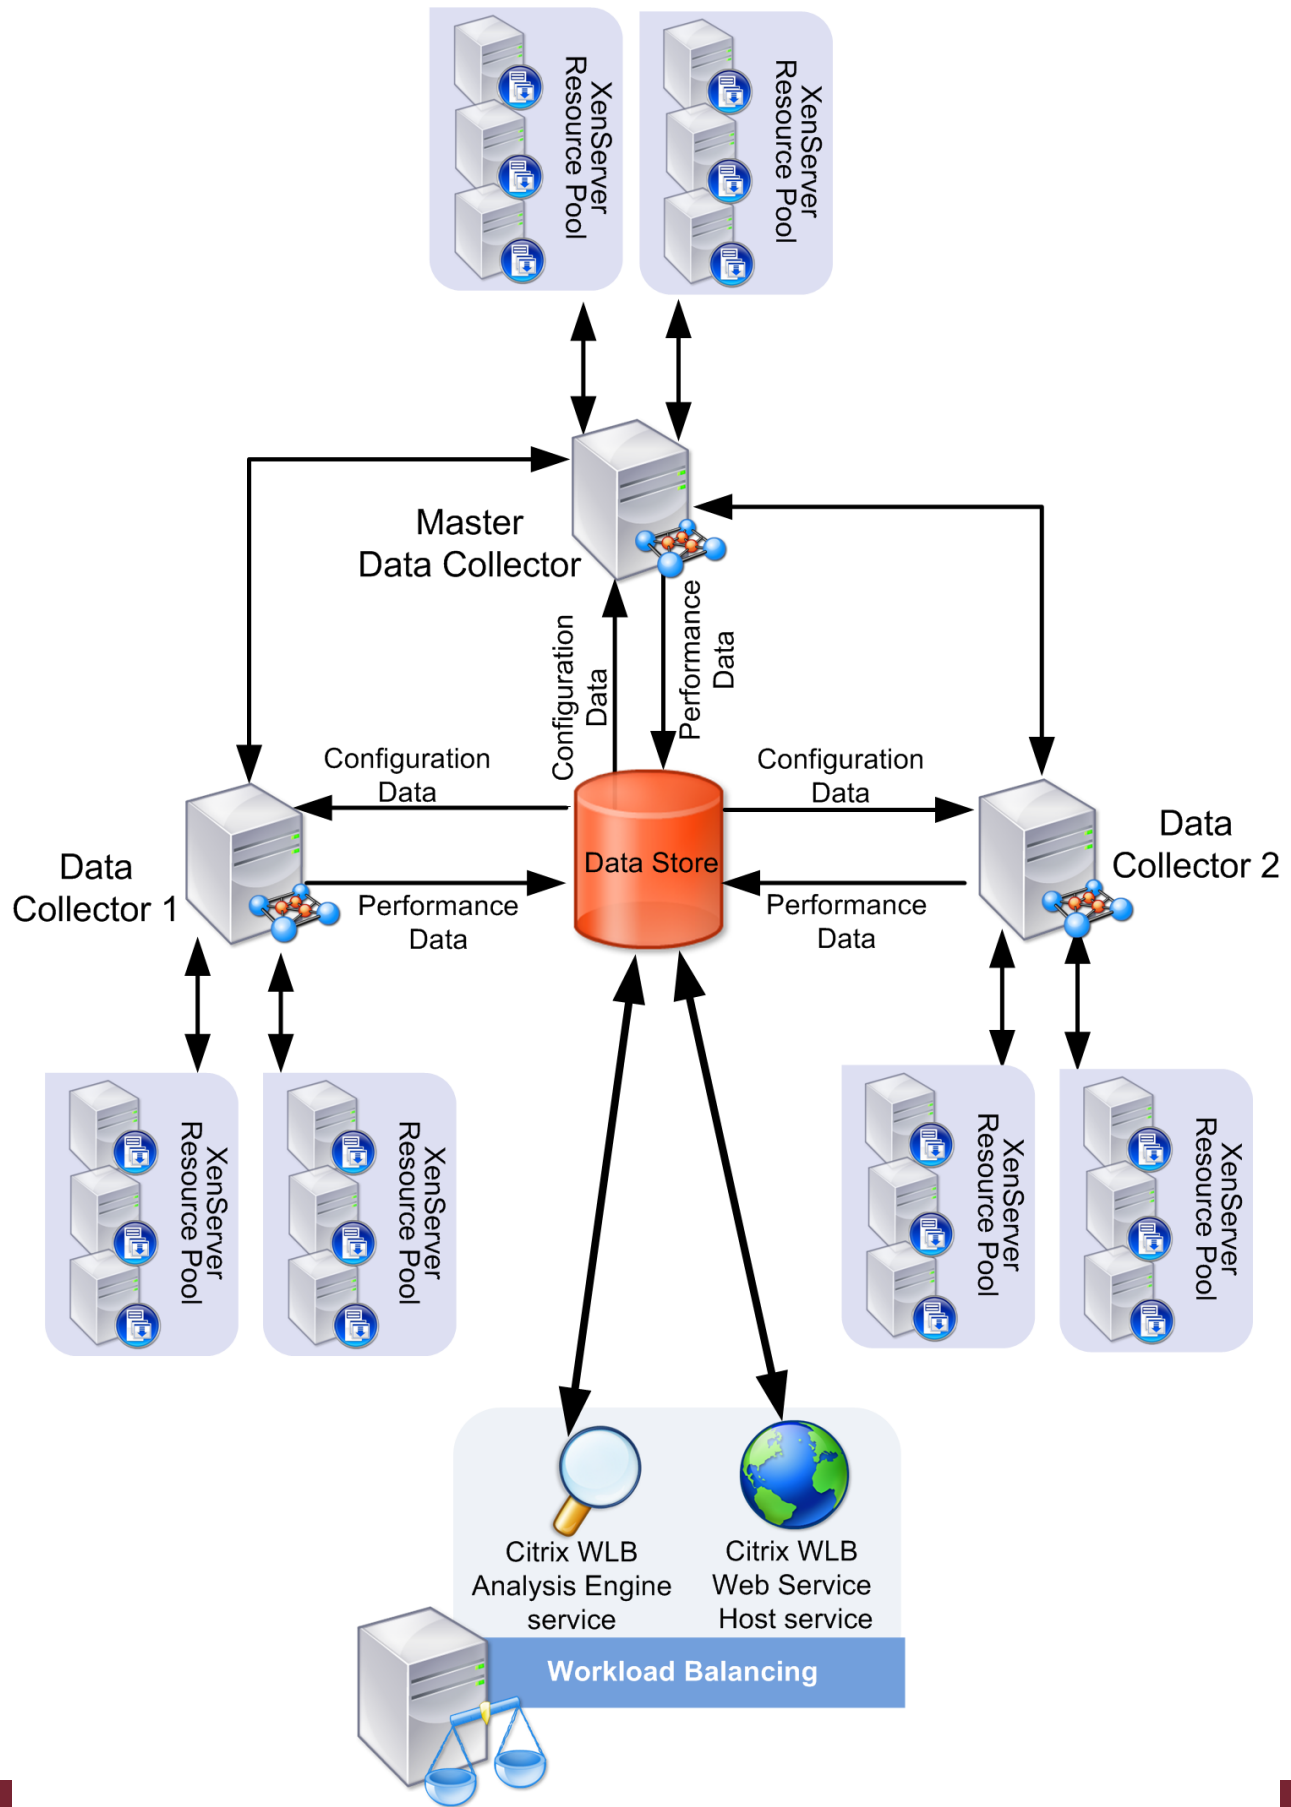 XenServer
Resource Pool
XenServer
Resource Pool
Master
Data Collector
Configuration
Data
Performance
Data
Configuration
Data
Configuration
Data
Data
Collector 1
Data Store
Data
Collector 2
Performance
Data
Performance
Data
XenServer
Resource Pool
XenServer
Resource Pool
XenServer
Resource Pool
XenServer
Resource Pool
Citrix WLB
Analysis Engine
service
Citrix WLB
Web Service
Host service
Workload Balancing